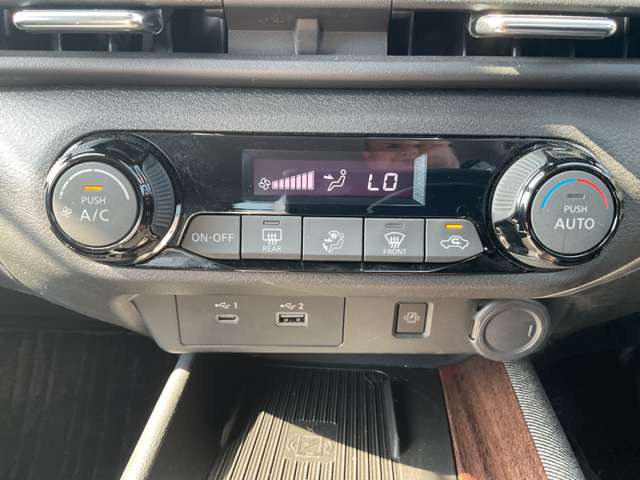 LO
PUSH
A/C
PUSH
AUTO
ON-OFF
REAR
FRONT
1
2